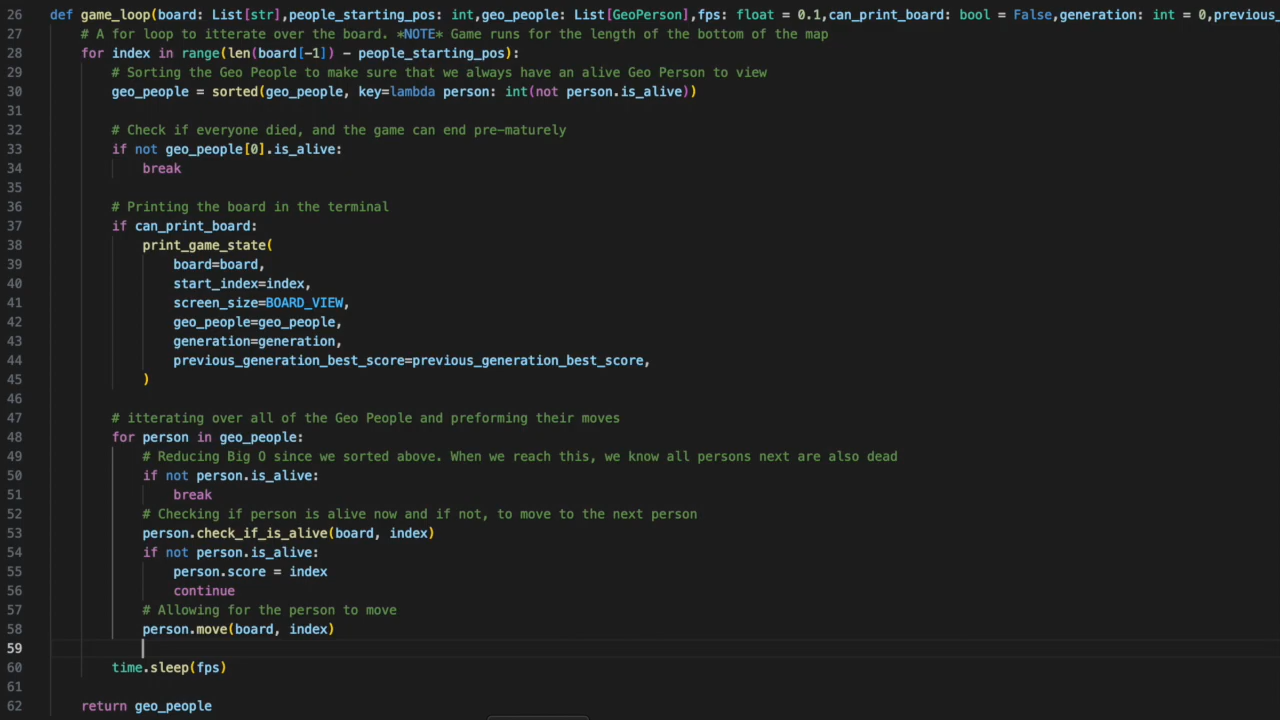 26 def game_loop(board: List[str],people_starting_pos: int,geo_people: List[GeoPerson],fps: float = 0.1,can_print_board: bool = False,generation: int = 0,previous_
27 # A for loop to itterate over the board. *NOTE* Game runs for the length of the bottom of the map
28 for index in range(len(board[-1]) - people_starting_pos):
29 # Sorting the Geo People to make sure that we always have an alive Geo Person to view
30 geo_people = sorted(geo_people, key=lambda person: int(not person.is_alive))
31
32 # Check if everyone died, and the game can end pre-maturely
33 if not geo_people[0].is_alive:
34 break
35
36 # Printing the board in the terminal
37 if can_print_board:
38 print_game_state(
39 board=board,
40 start_index=index,
41 screen_size=BOARD_VIEW,
42 geo_people=geo_people,
43 generation=generation,
44 previous_generation_best_score=previous_generation_best_score,
45 )
46
47 # itterating over all of the Geo People and preforming their moves
48 for person in geo_people:
49 # Reducing Big O since we sorted above. When we reach this, we know all persons next are also dead
50 if not person.is_alive:
51 break
52 # Checking if person is alive now and if not, to move to the next person
53 person.check_if_is_alive(board, index)
54 if not person.is_alive:
55 person.score = index
56 continue
57 # Allowing for the person to move
58 person.move(board, index)
59
60 time.sleep(fps)
61
62 return geo_people